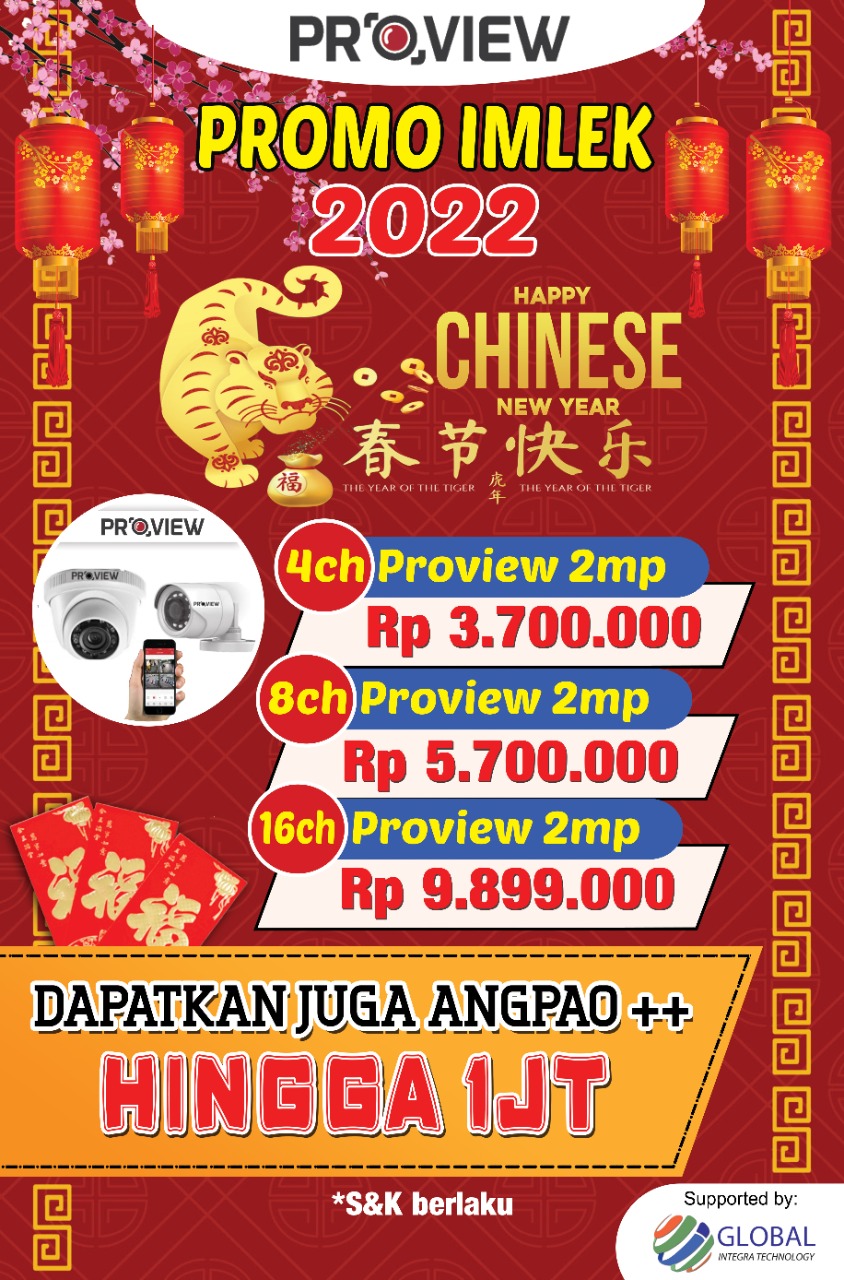 PROVIEW
PROMO IMLEK
2022
HAPPY
CHINESE
NEW YEAR
春节快乐
THE YEAR OF THE TIGER 虎年 THE YEAR OF THE TIGER
福
PROVIEW
PROVIEW
PROVIEW
4ch Proview 2mp
Rp 3.700.000
8ch Proview 2mp
Rp 5.700.000
16ch Proview 2mp
Rp 9.899.000
福
DAPATKAN JUGA ANGPAO ++
HINGGA 1JT
*S&K berlaku
Supported by:
GLOBAL
INTEGRA TECHNOLOGY